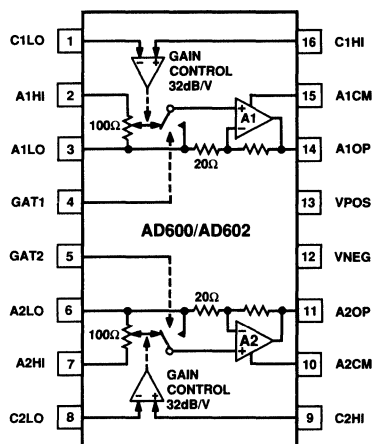 C1LO 1 16 C1HI
GAIN
CONTROL
32dB/V
A1HI 2 15 A1CM
100Ω
A1
A1LO 3 14 A1OP
20Ω
GAT1 4 13 VPOS
AD600/AD602
GAT2 5 12 VNEG
20Ω
A2LO 6 11 A2OP
100Ω
A2
A2HI 7 10 A2CM
GAIN
CONTROL
32dB/V
C2LO 8 9 C2HI